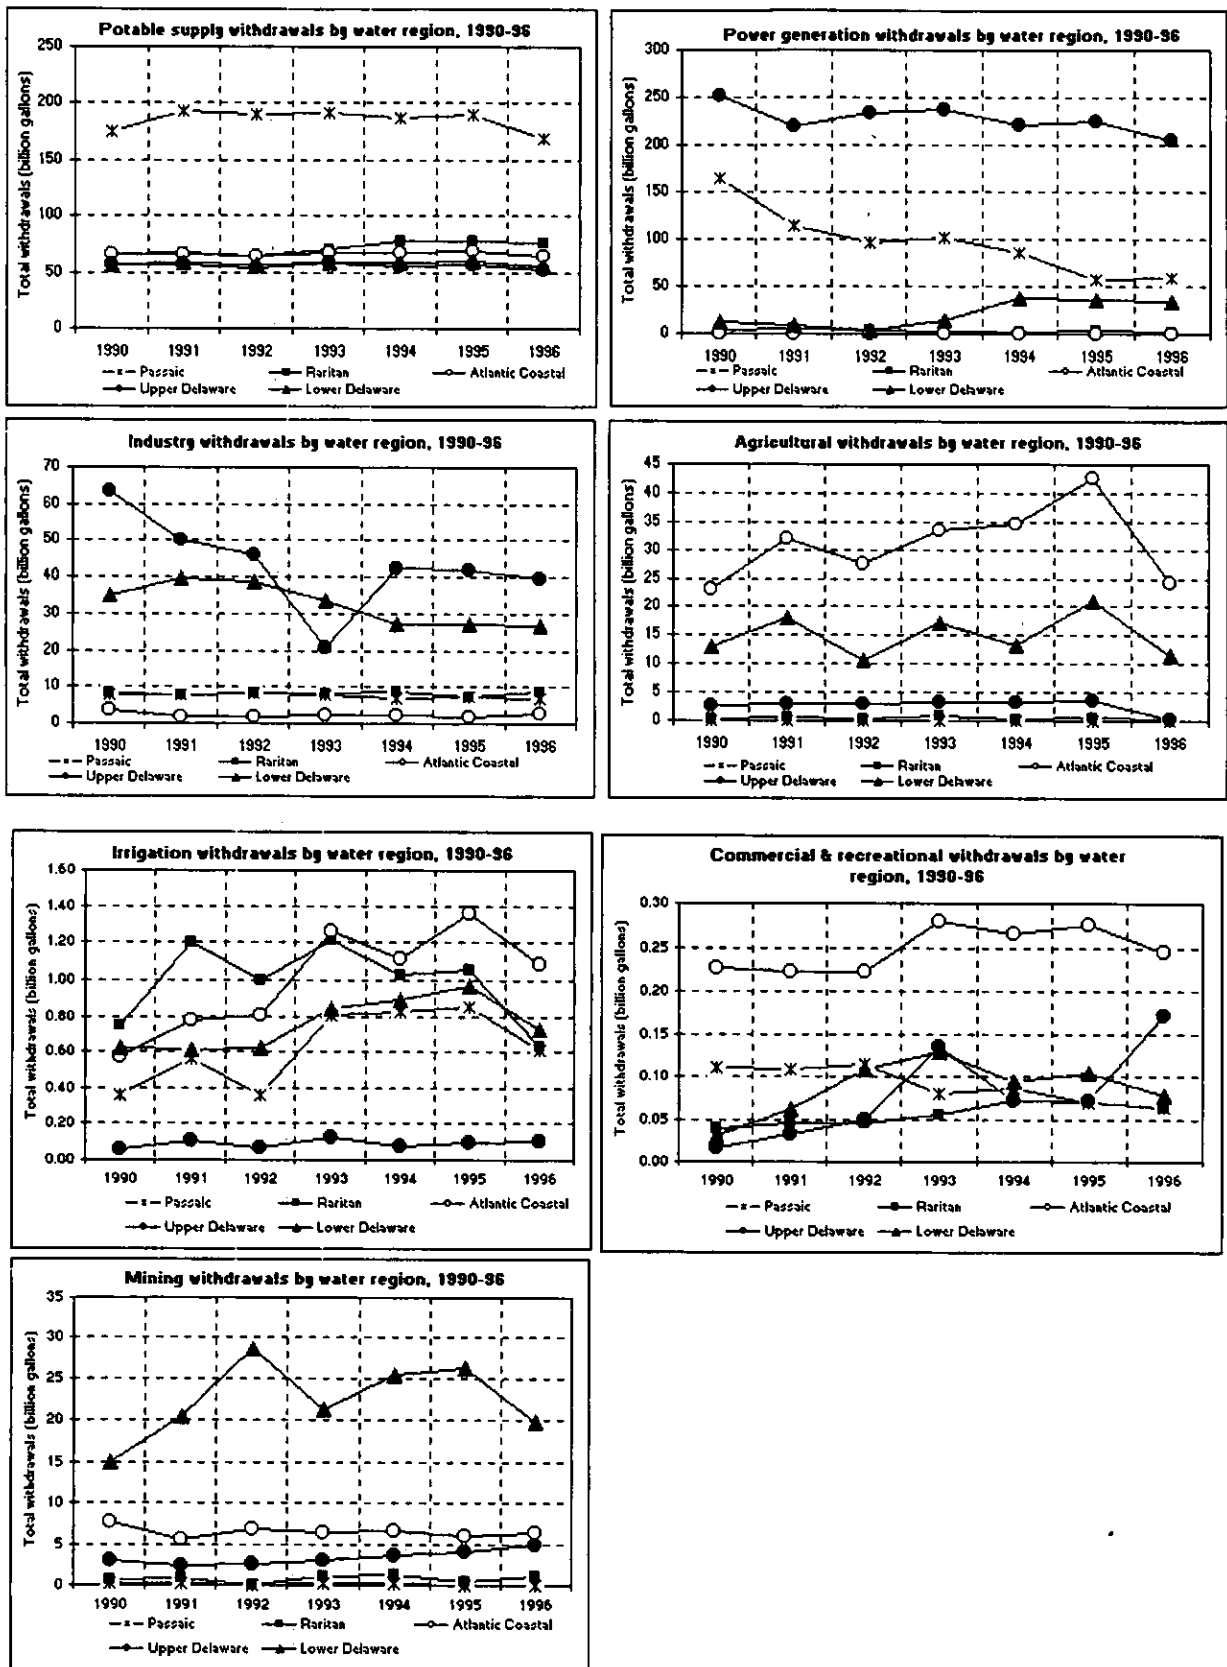 Potable supply withdrawals by water region, 1990-96
Total withdrawals (billion gallons)
250
200
150
100
50
0
1990 1991 1992 1993 1994 1995 1996
Passaic Raritan Atlantic Coastal
Upper Delaware Lower Delaware
Power generation withdrawals by water region, 1990-96
Total withdrawals (billion gallons)
300
250
200
150
100
50
0
1990 1991 1992 1993 1994 1995 1996
Passaic Raritan Atlantic Coastal
Upper Delaware Lower Delaware
Industry withdrawals by water region, 1990-96
Total withdrawals (billion gallons)
70
60
50
40
30
20
10
0
1990 1991 1992 1993 1994 1995 1996
Passaic Raritan Atlantic Coastal
Upper Delaware Lower Delaware
Agricultural withdrawals by water region, 1990-96
Total withdrawals (billion gallons)
45
40
35
30
25
20
15
10
5
0
1990 1991 1992 1993 1994 1995 1996
Passaic Raritan Atlantic Coastal
Upper Delaware Lower Delaware
Irrigation withdrawals by water region, 1990-96
Total withdrawals (billion gallons)
1.60
1.40
1.20
1.00
0.80
0.60
0.40
0.20
0.00
1990 1991 1992 1993 1994 1995 1996
Passaic Raritan Atlantic Coastal
Upper Delaware Lower Delaware
Commercial & recreational withdrawals by water
region, 1990-96
Total withdrawals (billion gallons)
0.30
0.25
0.20
0.15
0.10
0.05
0.00
1990 1991 1992 1993 1994 1995 1996
Passaic Raritan Atlantic Coastal
Upper Delaware Lower Delaware
Mining withdrawals by water region, 1990-96
Total withdrawals (billion gallons)
35
30
25
20
15
10
5
0
1990 1991 1992 1993 1994 1995 1996
Passaic Raritan Atlantic Coastal
Upper Delaware Lower Delaware